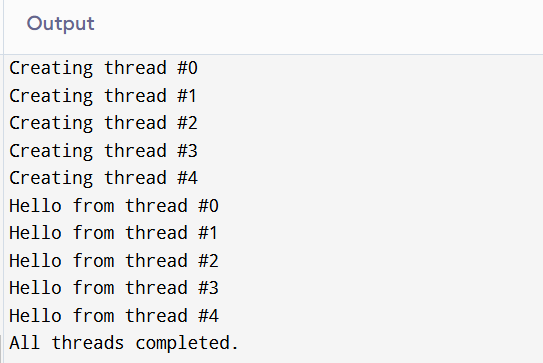 Output
Creating thread #0
Creating thread #1
Creating thread #2
Creating thread #3
Creating thread #4
Hello from thread #0
Hello from thread #1
Hello from thread #2
Hello from thread #3
Hello from thread #4
All threads completed.